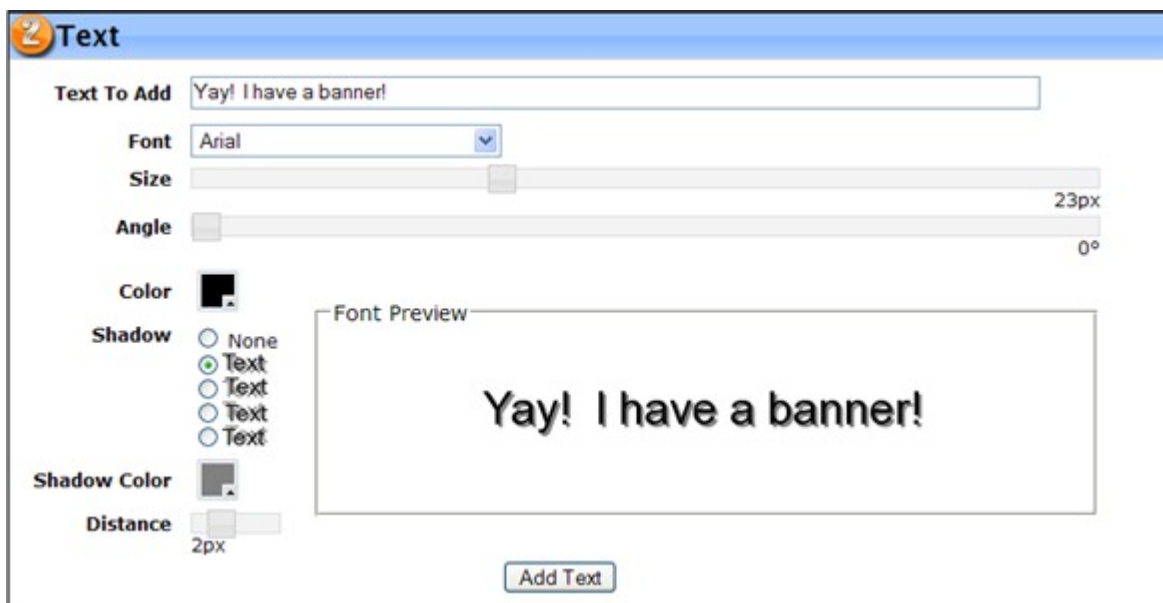 2 Text
Text To Add Yay!  I have a banner!
Font Arial
Size
23px
Angle
0°
Color
Font Preview
Shadow
None
Text
Text
Text
Text
Yay!  I have a banner!
Shadow Color
Distance
2px
Add Text